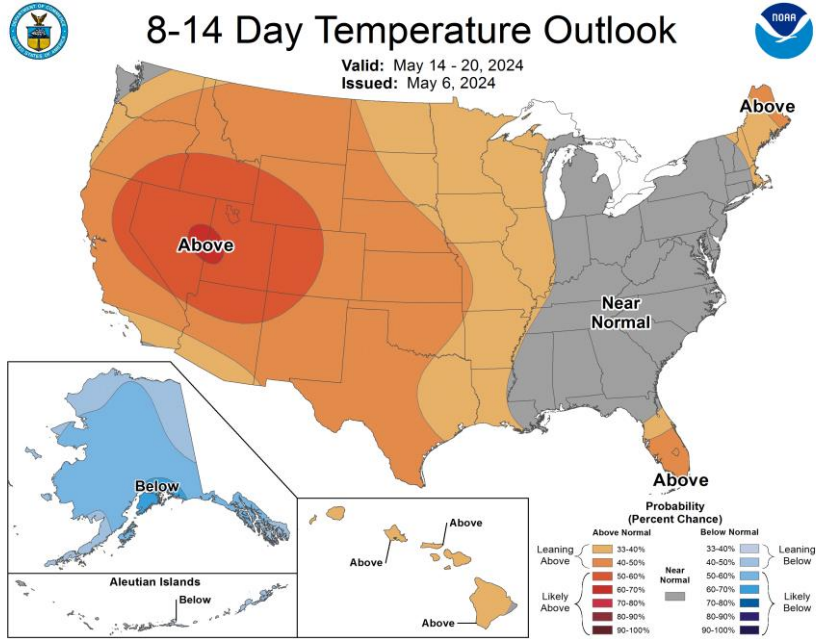 8-14 Day Temperature Outlook
Valid: May 14 - 20, 2024
Issued: May 6, 2024
NOAA
Above
Above
Near
Normal
Above
Below
Aleutian Islands
Below
Above
Above
Above
Probability
(Percent Chance)
Above Normal
Below Normal
Leaning
Above
33-40%
40-50%
Likely
Above
50-60%
60-70%
70-80%
80-90%
90-100%
Near
Normal
33-40%
40-50%
Leaning
Below
50-60%
60-70%
70-80%
80-90%
90-100%
Likely
Below